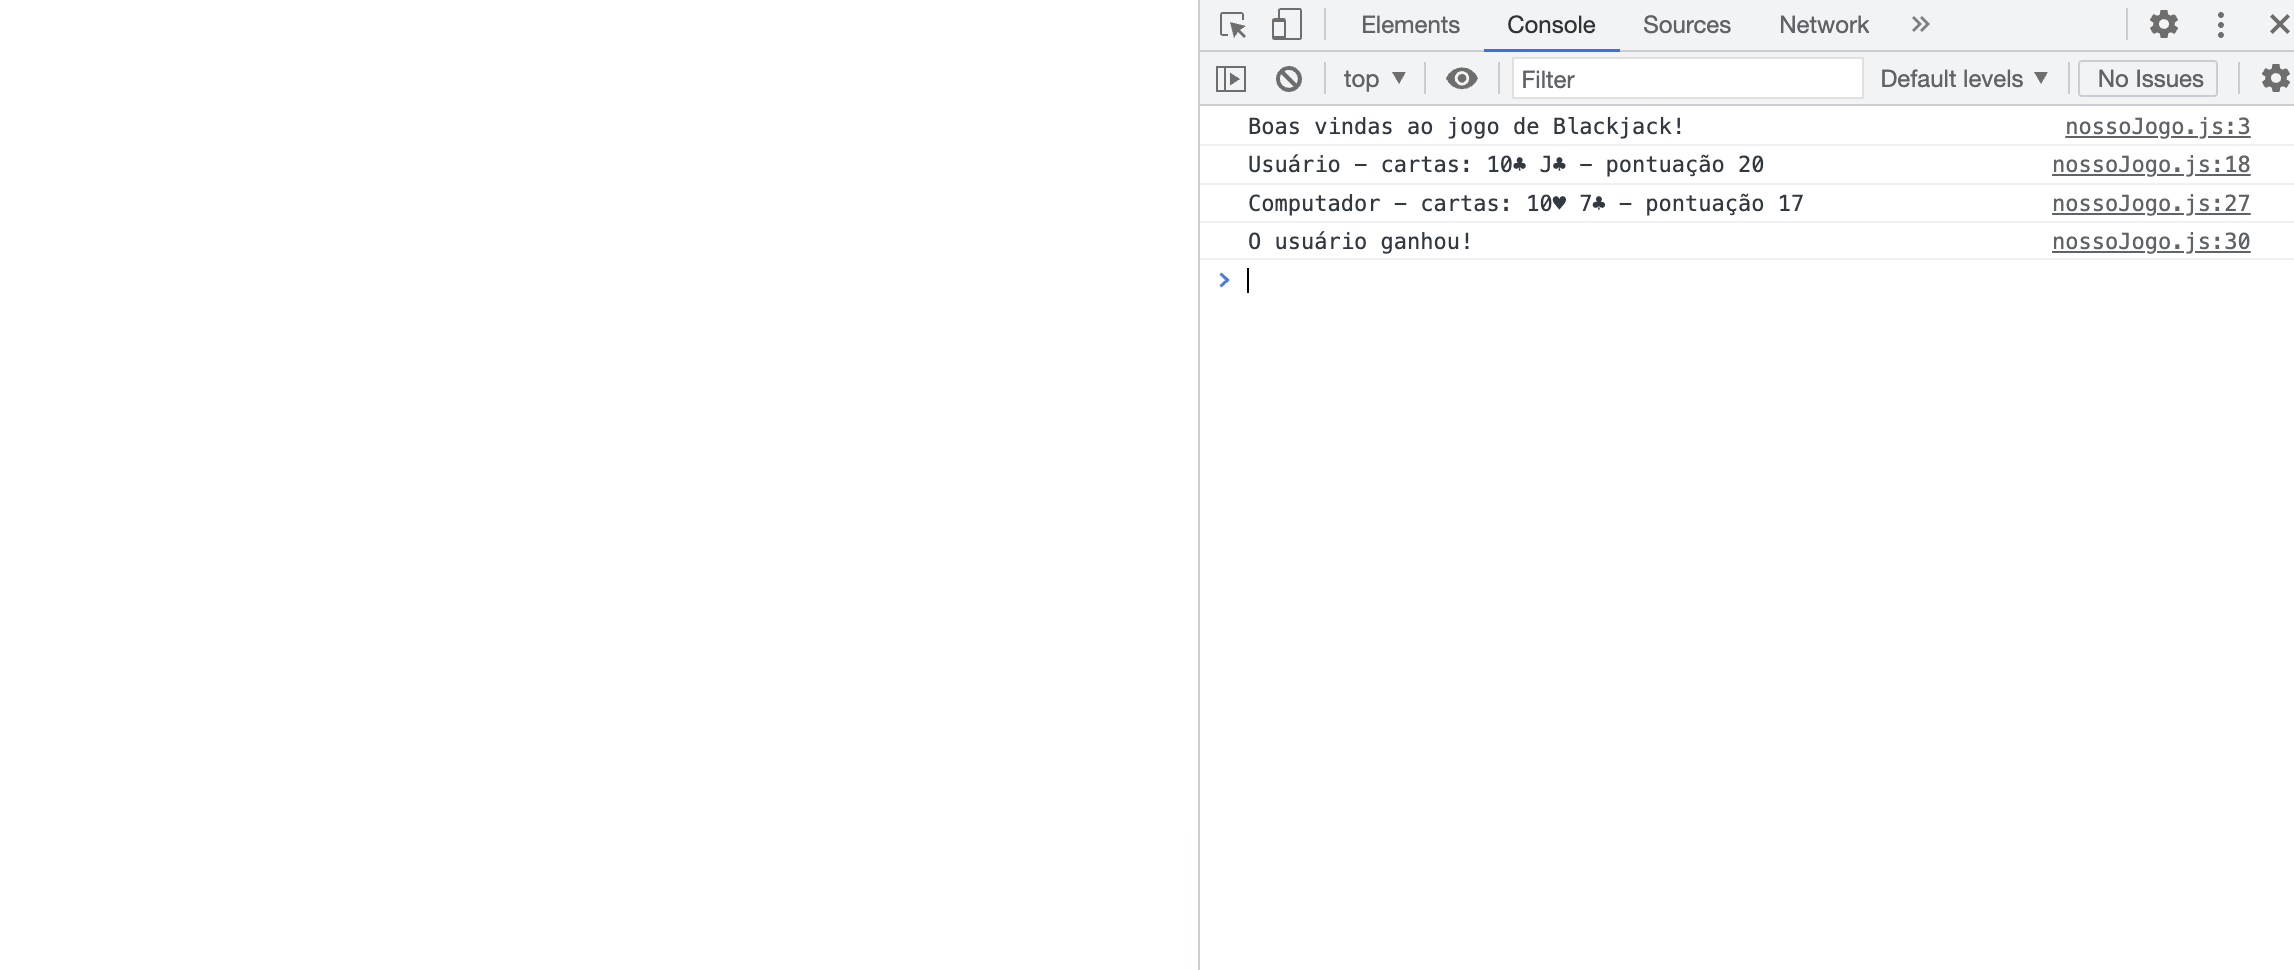 Elements Console Sources Network
top Filter Default levels No Issues
Boas vindas ao jogo de Blackjack! nossoJogo.js:3
Usuário - cartas: 10♣ J♣ - pontuação 20 nossoJogo.js:18
Computador - cartas: 10♥ 7♣ - pontuação 17 nossoJogo.js:27
O usuário ganhou! nossoJogo.js:30